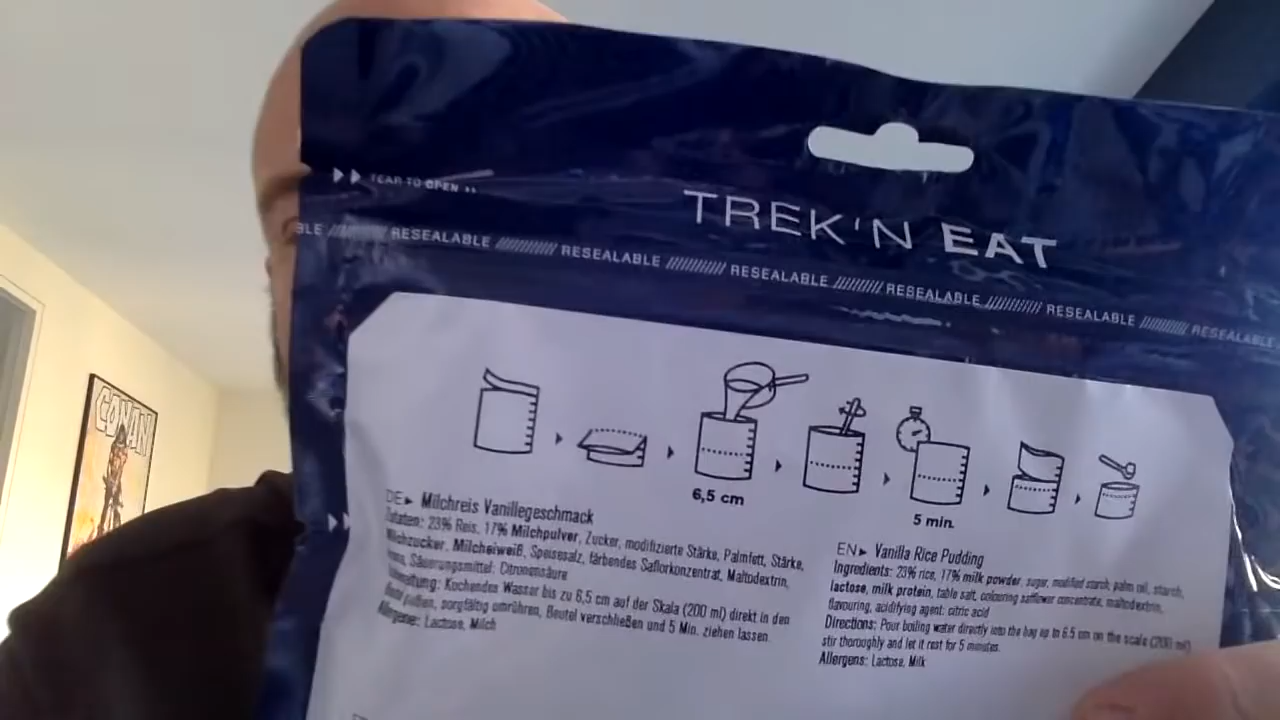 TEAR TO OPEN
TREK'N EAT
RESEALABLE RESEALABLE RESEALABLE RESEALABLE RESEALABLE RESEALABLE
CONAN
6,5 cm
5 min.
DE Milchreis Vanillegeschmack
Zutaten: 23% Reis, 17% Milchpulver, Zucker, modifizierte Stärke, Palmfett, Stärke,
Milchzucker, Milcheiweiß, Speisesalz, färbendes Saflorkonzentrat, Maltodextrin,
Säuerungsmittel: Citronensäure
Zubereitung: Kochendes Wasser bis zu 6,5 cm auf der Skala (200 ml) direkt in den
gießen, sorgfältig umrühren, Beutel verschließen und 5 Min. ziehen lassen.
Allergene: Lactose, Milch
EN Vanilla Rice Pudding
Ingredients: 23% rice, 17% milk powder, sugar, modified starch, palm oil, starch,
lactose, milk protein, table salt, colouring safflower concentrate, maltodextrin,
flavouring, acidifying agent: citric acid
Directions: Pour boiling water directly into the bag up to 6.5 cm on the scale (200 ml)
stir thoroughly and let it rest for 5 minutes.
Allergens: Lactose, Milk